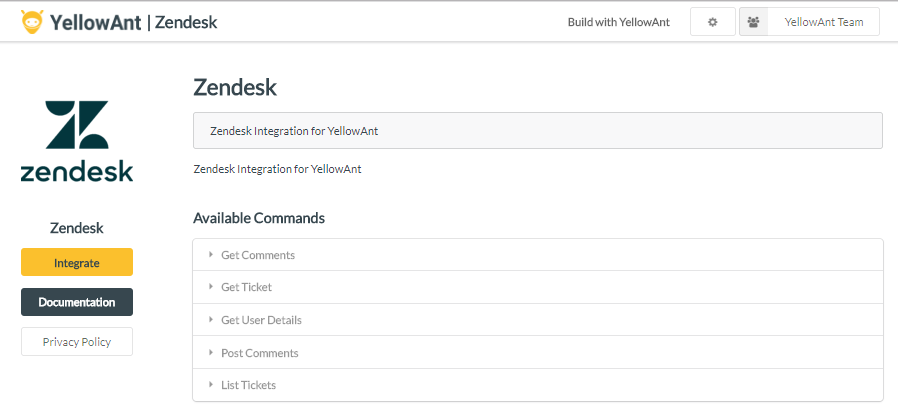 YellowAnt | Zendesk
Build with YellowAnt
YellowAnt Team
zendesk
Zendesk
Integrate
Documentation
Privacy Policy
Zendesk
Zendesk Integration for YellowAnt
Zendesk Integration for YellowAnt
Available Commands
Get Comments
Get Ticket
Get User Details
Post Comments
List Tickets